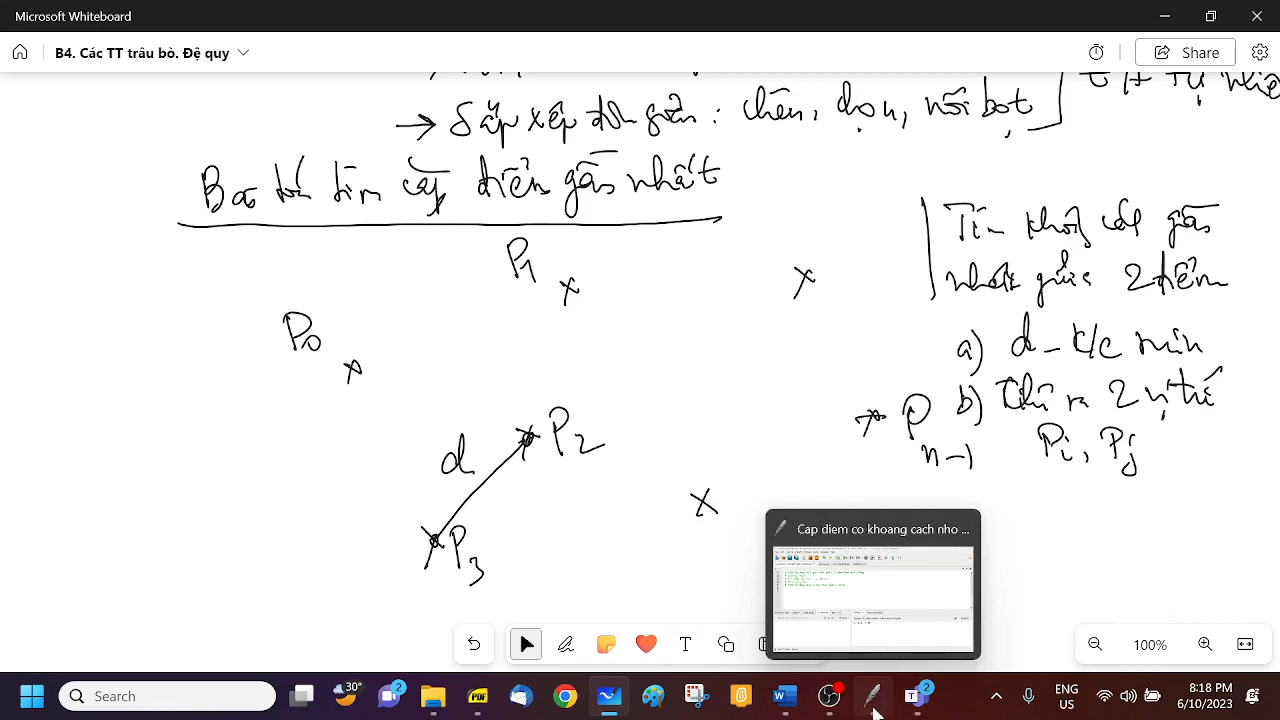 Microsoft Whiteboard
B4. Các TT trâu bò. Đệ quy
Share
→ Sắp xếp đơn giản : chèn, chọn, nổi bọt
Bài toán tìm cặp điểm gần nhất
Tìm khoảng cách gần
nhất giữa 2 điểm
P1
P0
a) d - k/c min
b) Chỉ ra 2 vị trí
Pi, Pj
P n-1
P2
d
P3
Cap diem co khoang cach nho ...
100%
Search
30°
2
PDF
2
ENG
US
8:18 PM
6/10/2023